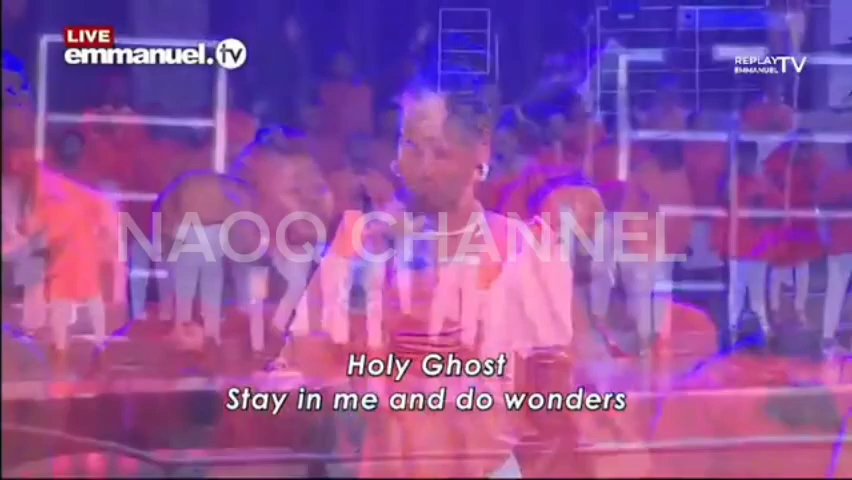 LIVE
emmanuel.tv
REPLAY
EMMANUEL TV
NAOQ CHANNEL
Holy Ghost
Stay in me and do wonders